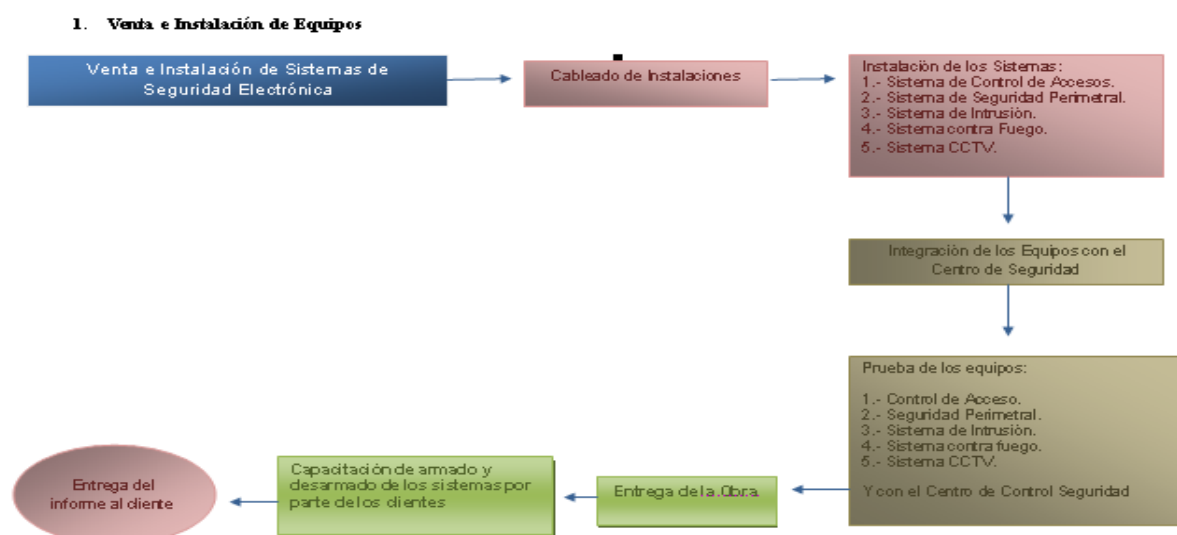 1. Venta e Instalación de Equipos
Venta e Instalación de Sistemas de
Seguridad Electrónica
Cableado de Instalaciones
Instalación de los Sistemas:
1.- Sistema de Control de Accesos.
2.- Sistema de Seguridad Perimetral.
3.- Sistema de Intrusión.
4.- Sistema contra Fuego.
5.- Sistema CCTV.
Integración de los Equipos con el
Centro de Seguridad
Prueba de los equipos:
1.- Control de Acceso.
2.- Seguridad Perimetral.
3.- Sistema de Intrusión.
4.- Sistema contra fuego.
5.- Sistema CCTV.
Y con el Centro de Control Seguridad
Entrega de la Obra
Capacitación de armado y
desarmado de los sistemas por
parte de los clientes
Entrega del
informe al cliente